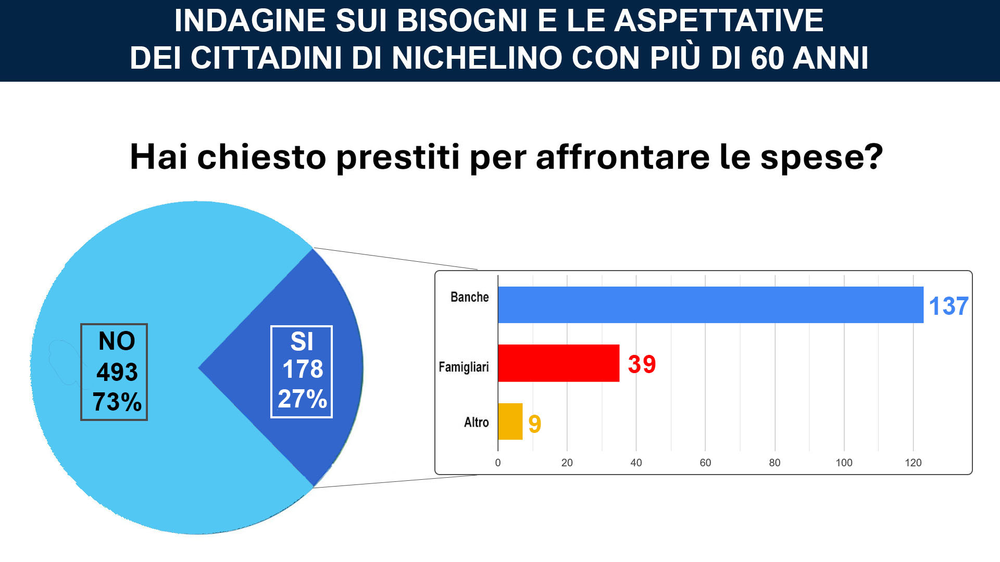 INDAGINE SUI BISOGNI E LE ASPETTATIVE
DEI CITTADINI DI NICHELINO CON PIÙ DI 60 ANNI
Hai chiesto prestiti per affrontare le spese?
NO
493
73%
SI
178
27%
Banche
137
Famigliari
39
Altro
9
0 20 40 60 80 100 120